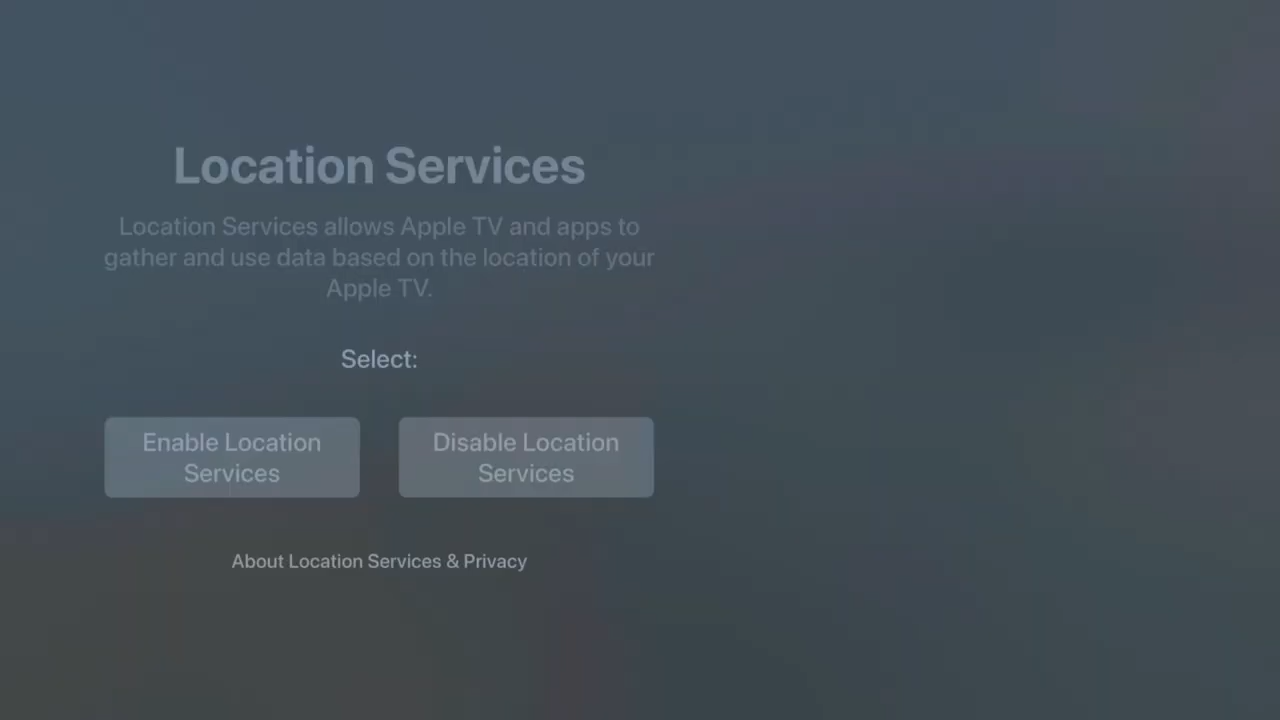 Location Services
Location Services allows Apple TV and apps to
gather and use data based on the location of your
Apple TV.
Select:
Enable Location
Services
Disable Location
Services
About Location Services & Privacy